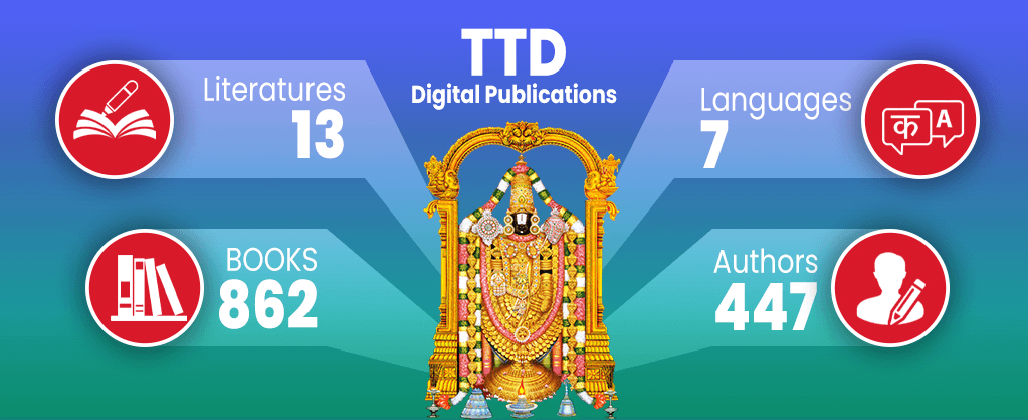 TTD
Digital Publications
Literatures
13
Languages
7
क A
BOOKS
862
Authors
447